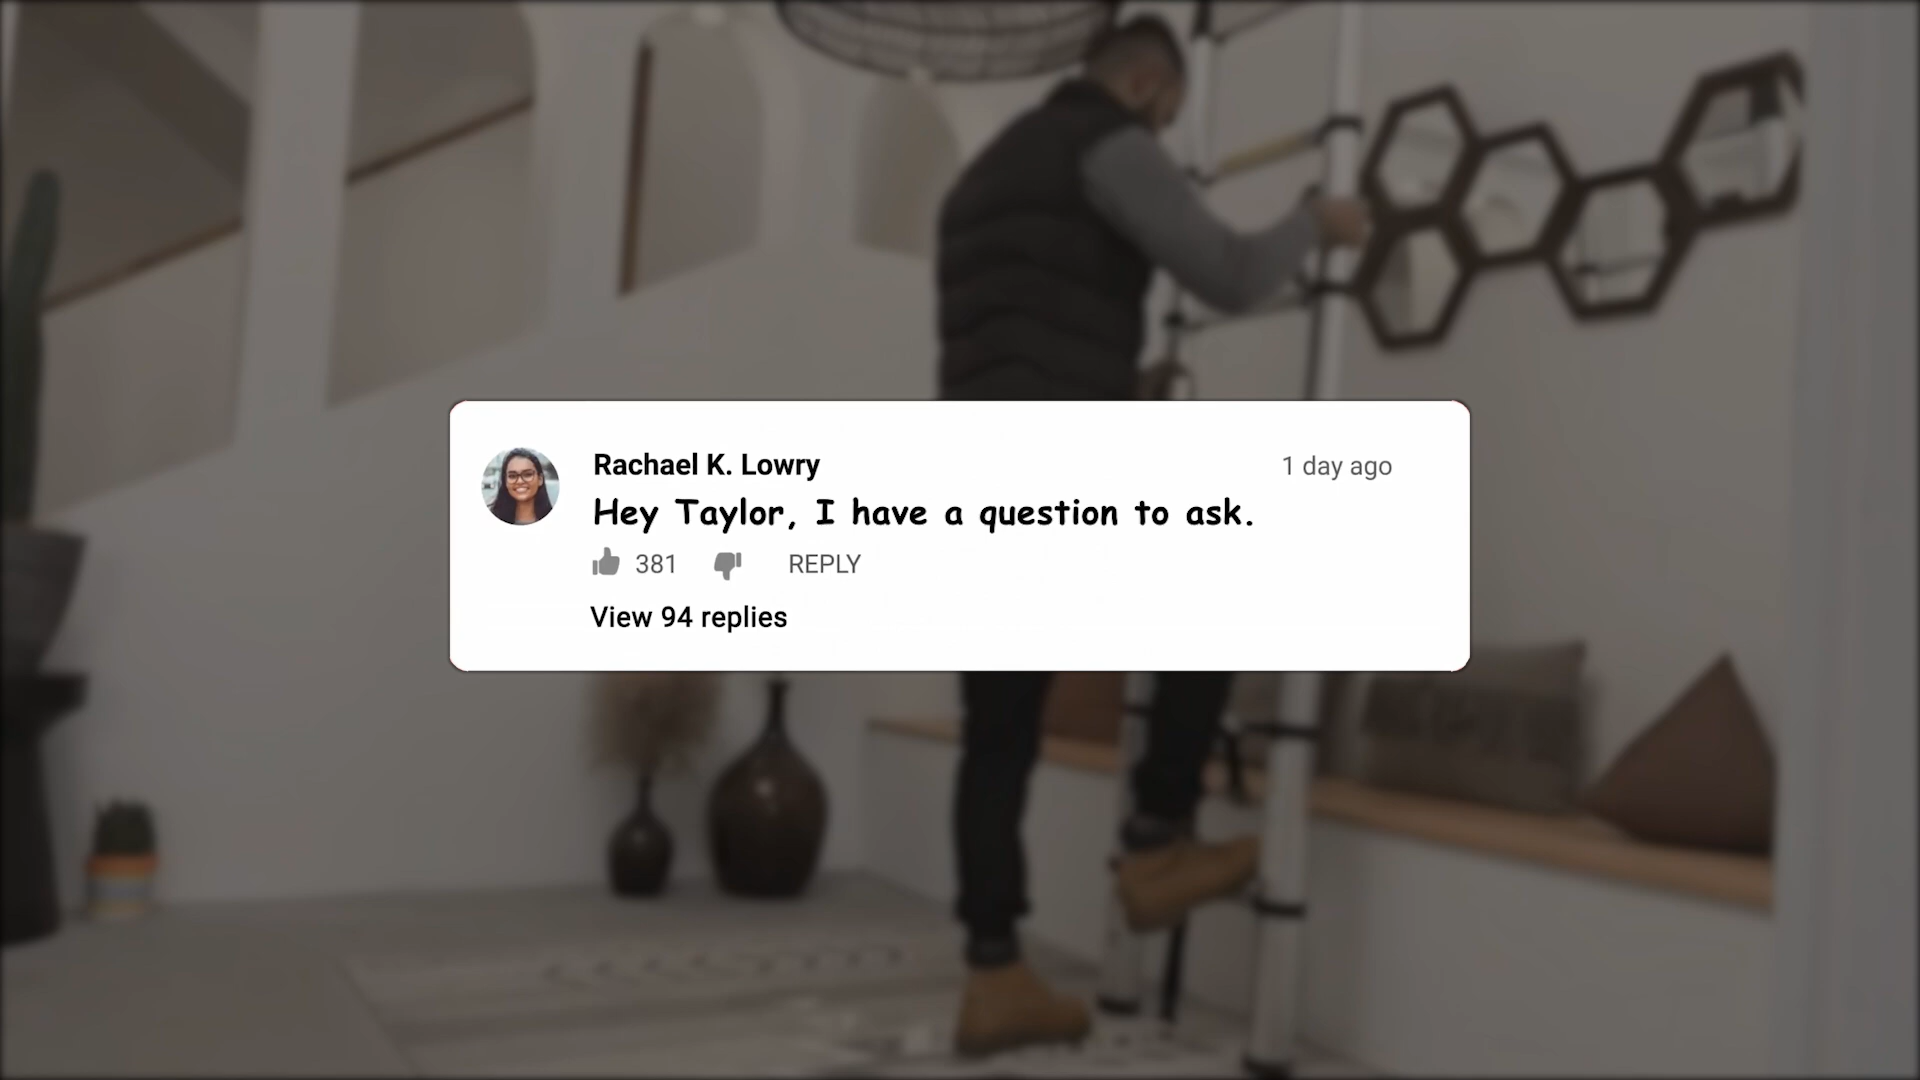 Rachael K. Lowry
1 day ago
Hey Taylor, I have a question to ask.
381 REPLY
View 94 replies